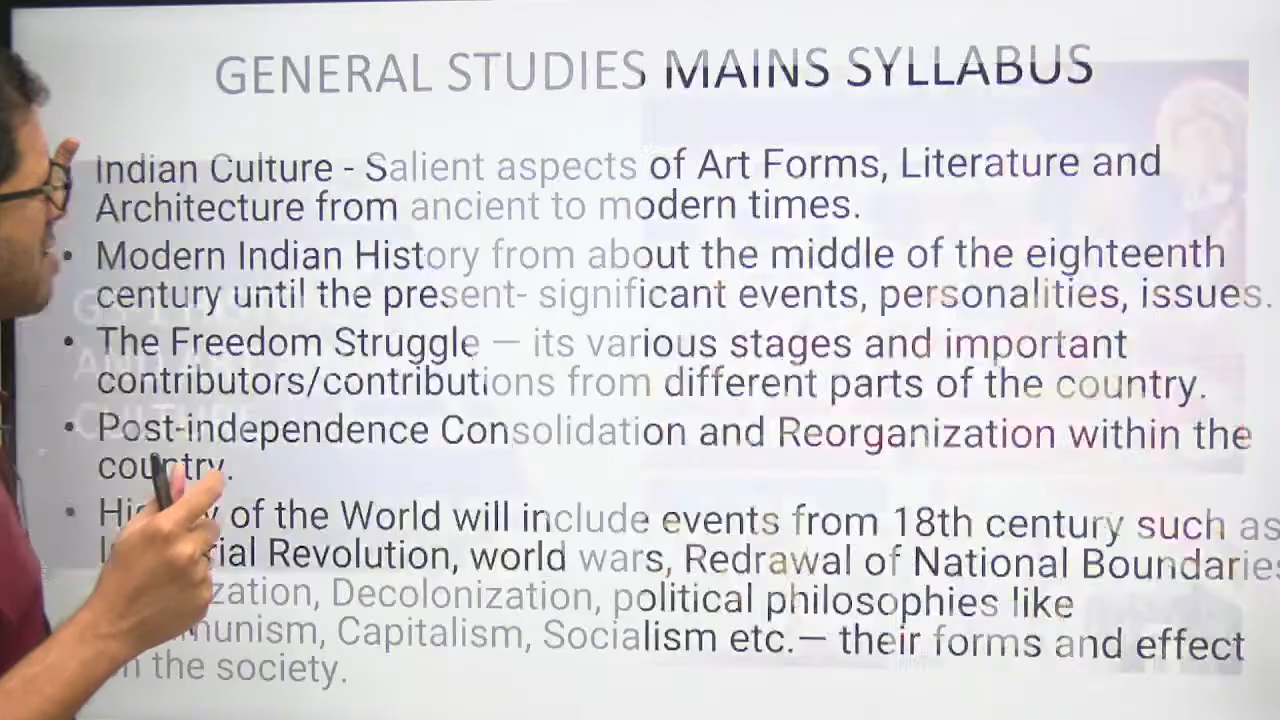 GENERAL STUDIES MAINS SYLLABUS
Indian Culture - Salient aspects of Art Forms, Literature and
Architecture from ancient to modern times.
• Modern Indian History from about the middle of the eighteenth
century until the present- significant events, personalities, issues.
• The Freedom Struggle — its various stages and important
contributors/contributions from different parts of the country.
• Post-independence Consolidation and Reorganization within the
country.
• of the World will include events from 18th century such as
Revolution, world wars, Redrawal of National Boundaries
Decolonization, political philosophies like
Capitalism, Socialism etc.— their forms and effect
the society.